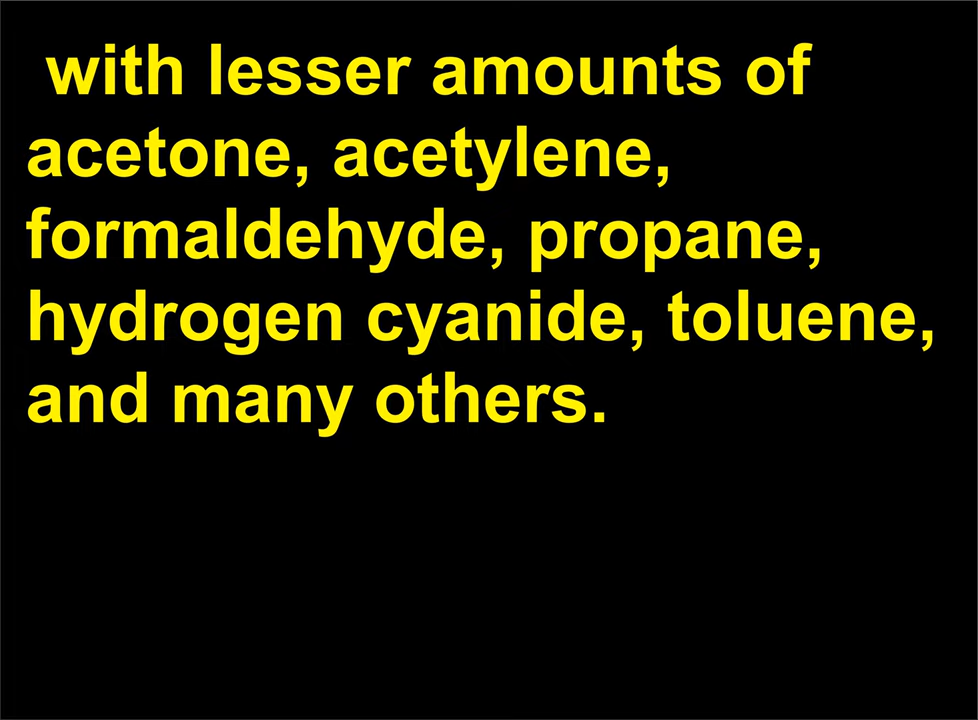 with lesser amounts of
acetone, acetylene,
formaldehyde, propane,
hydrogen cyanide, toluene,
and many others.